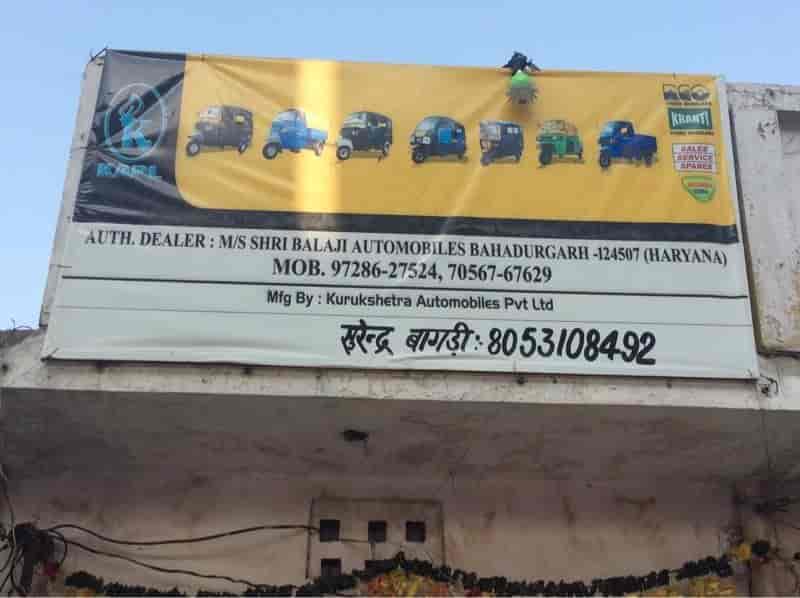 K
KAPL
KRANTI
SALES
SERVICE
SPARES
AUTH. DEALER : M/S SHRI BALAJI AUTOMOBILES BAHADURGARH -124507 (HARYANA)
MOB. 97286-27524, 70567-67629
Mfg By : Kurukshetra Automobiles Pvt Ltd
सुरेन्द्र बागड़ी :- 8053108492